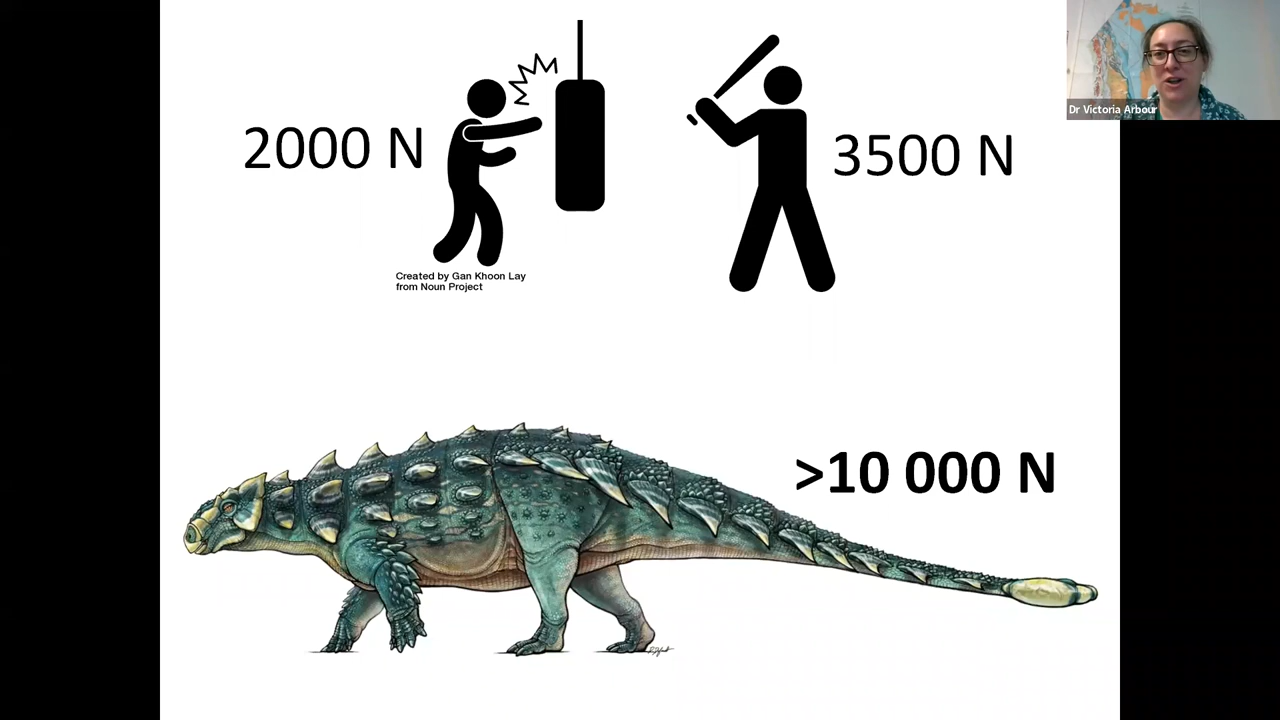 2000 N
3500 N
Dr Victoria Arbour
Created by Gan Khoon Lay
from Noun Project
>10 000 N